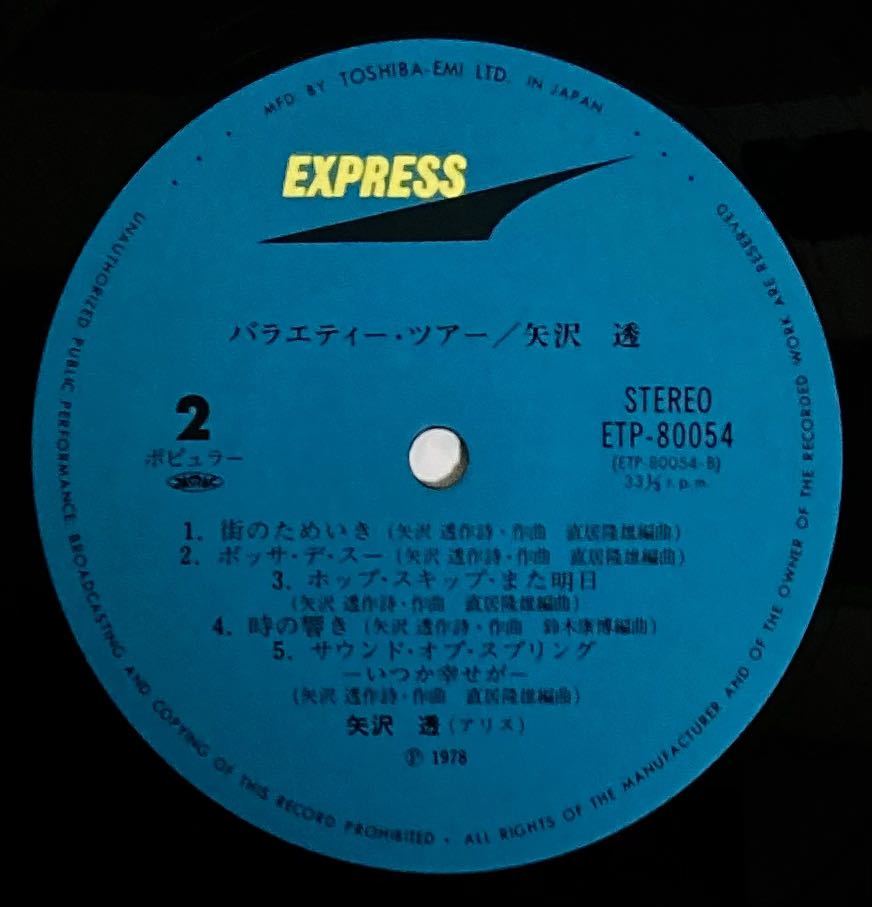 MFD. BY TOSHIBA-EMI LTD. IN JAPAN
EXPRESS
バラエティー・ツアー／矢沢 透
2
ポピュラー
STEREO
ETP-80054
(ETP-80054-B)
33⅓ r.p.m.
1. 街のためいき (矢沢 透作詩・作曲 直居隆雄編曲)
2. ボッサ・デ・スー (矢沢 透作詩・作曲 直居隆雄編曲)
3. ホップ・スキップ・また明日
(矢沢 透作詩・作曲 直居隆雄編曲)
4. 時の響き (矢沢 透作詩・作曲 鈴木康博編曲)
5. サウンド・オブ・スプリング
—いつか幸せが—
(矢沢 透作詩・作曲 直居隆雄編曲)
矢沢 透 (アリス)
Ⓟ 1978
UNAUTHORIZED PUBLIC PERFORMANCE, BROADCASTING AND COPYING OF THIS RECORD PROHIBITED • ALL RIGHTS OF THE MANUFACTURER AND OF THE OWNER OF THE RECORDED WORK ARE RESERVED